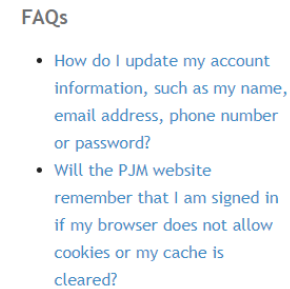 FAQs
• How do I update my account
information, such as my name,
email address, phone number
or password?
• Will the PJM website
remember that I am signed in
if my browser does not allow
cookies or my cache is
cleared?